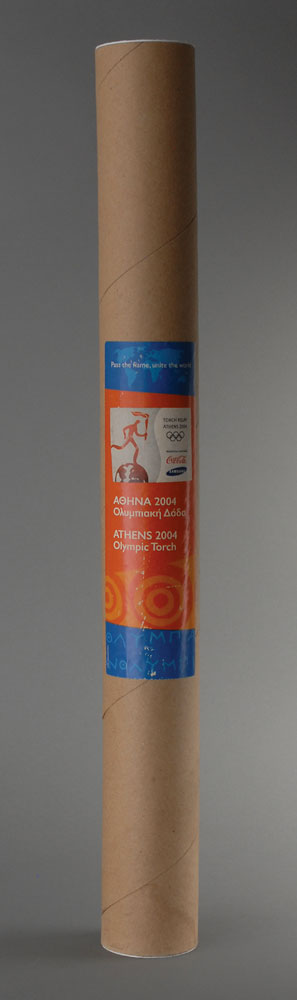 Pass the flame, unite the world
TORCH RELAY
ATHENS 2004
Coca-Cola
SAMSUNG
ΑΘΗΝΑ 2004
Ολυμπιακή Δάδα
ATHENS 2004
Olympic Torch